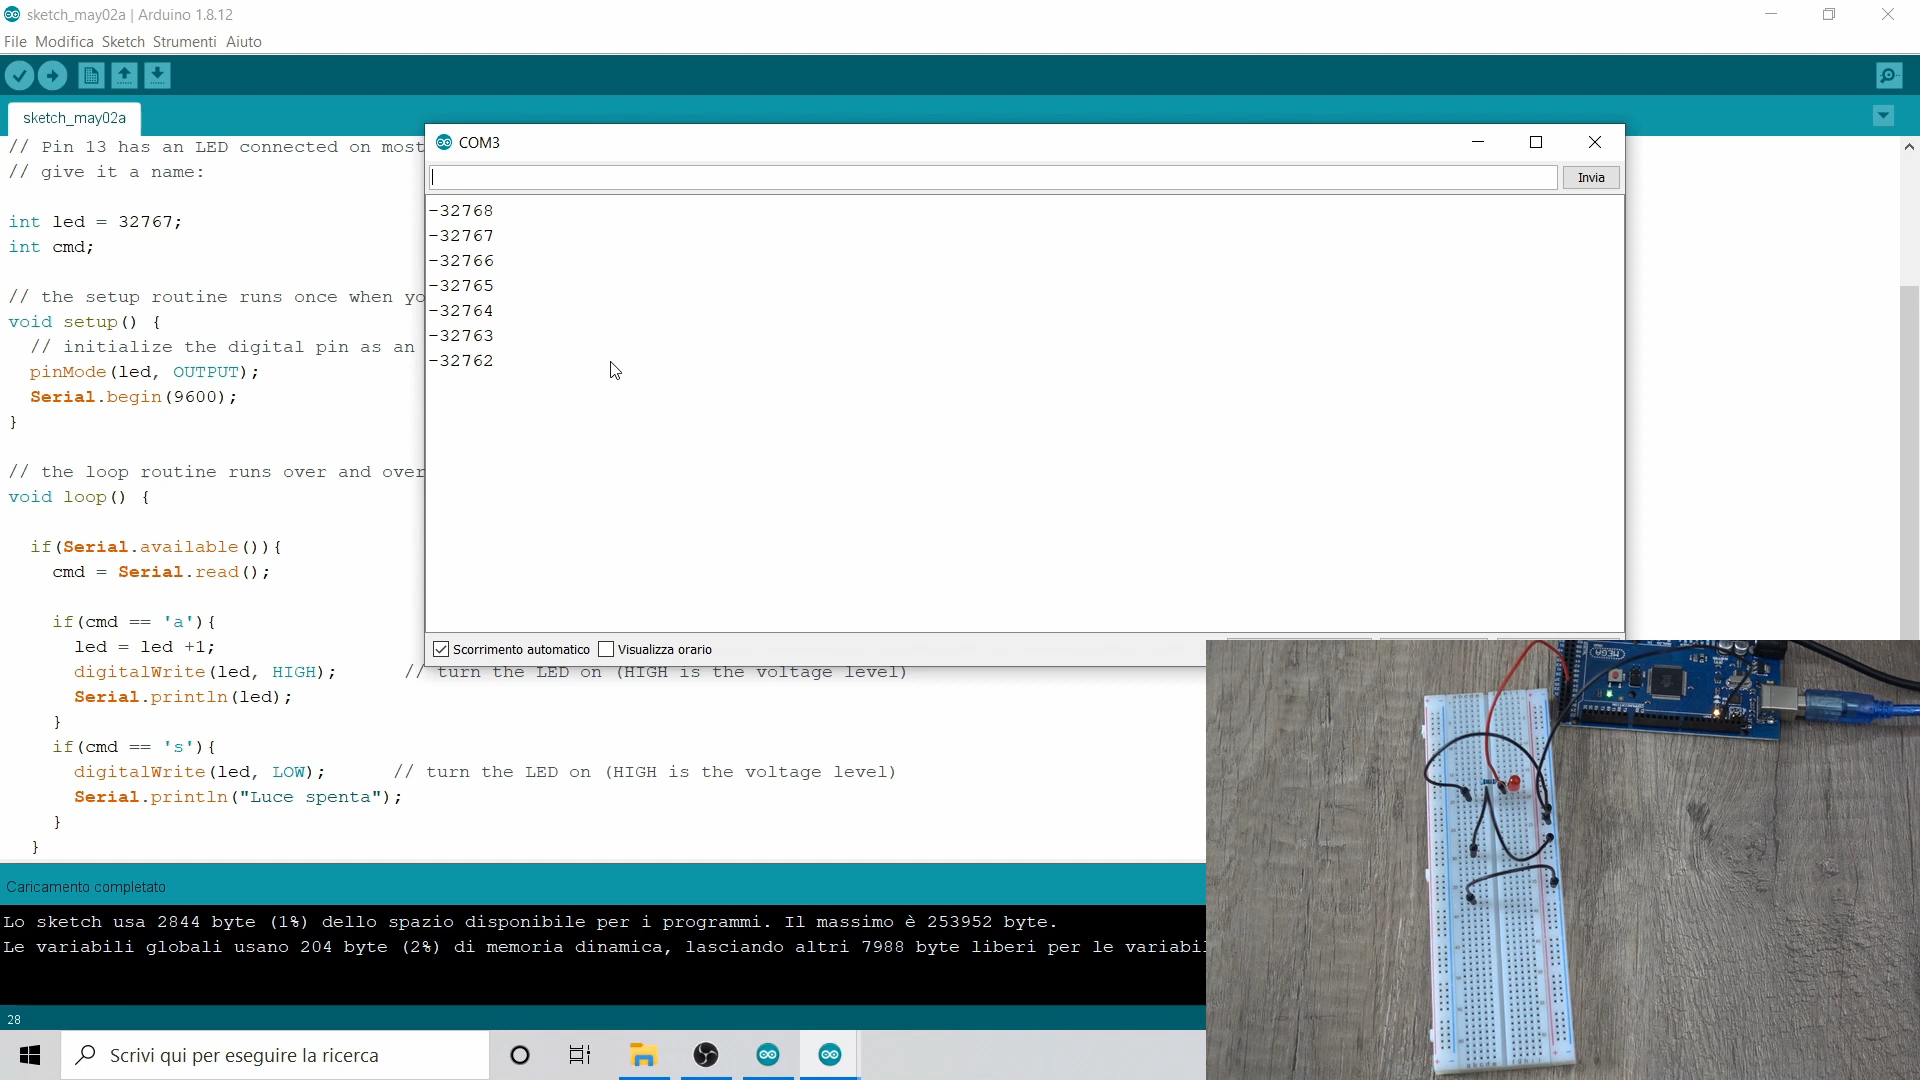 sketch_may02a | Arduino 1.8.12
File Modifica Sketch Strumenti Aiuto
sketch_may02a
// Pin 13 has an LED connected on most
// give it a name:
int led = 32767;
int cmd;
// the setup routine runs once when yo
void setup() {
// initialize the digital pin as an
pinMode(led, OUTPUT);
Serial.begin(9600);
}
// the loop routine runs over and over
void loop() {
if(Serial.available()){
cmd = Serial.read();
if(cmd == 'a'){
led = led +1;
digitalWrite(led, HIGH); // turn the LED on (HIGH is the voltage level)
Serial.println(led);
}
if(cmd == 's'){
digitalWrite(led, LOW); // turn the LED on (HIGH is the voltage level)
Serial.println("Luce spenta");
}
}
COM3
Invia
-32768
-32767
-32766
-32765
-32764
-32763
-32762
Scorrimento automatico Visualizza orario
Caricamento completato
Lo sketch usa 2844 byte (1%) dello spazio disponibile per i programmi. Il massimo è 253952 byte.
Le variabili globali usano 204 byte (2%) di memoria dinamica, lasciando altri 7988 byte liberi per le variabil
28
Scrivi qui per eseguire la ricerca
MEGA